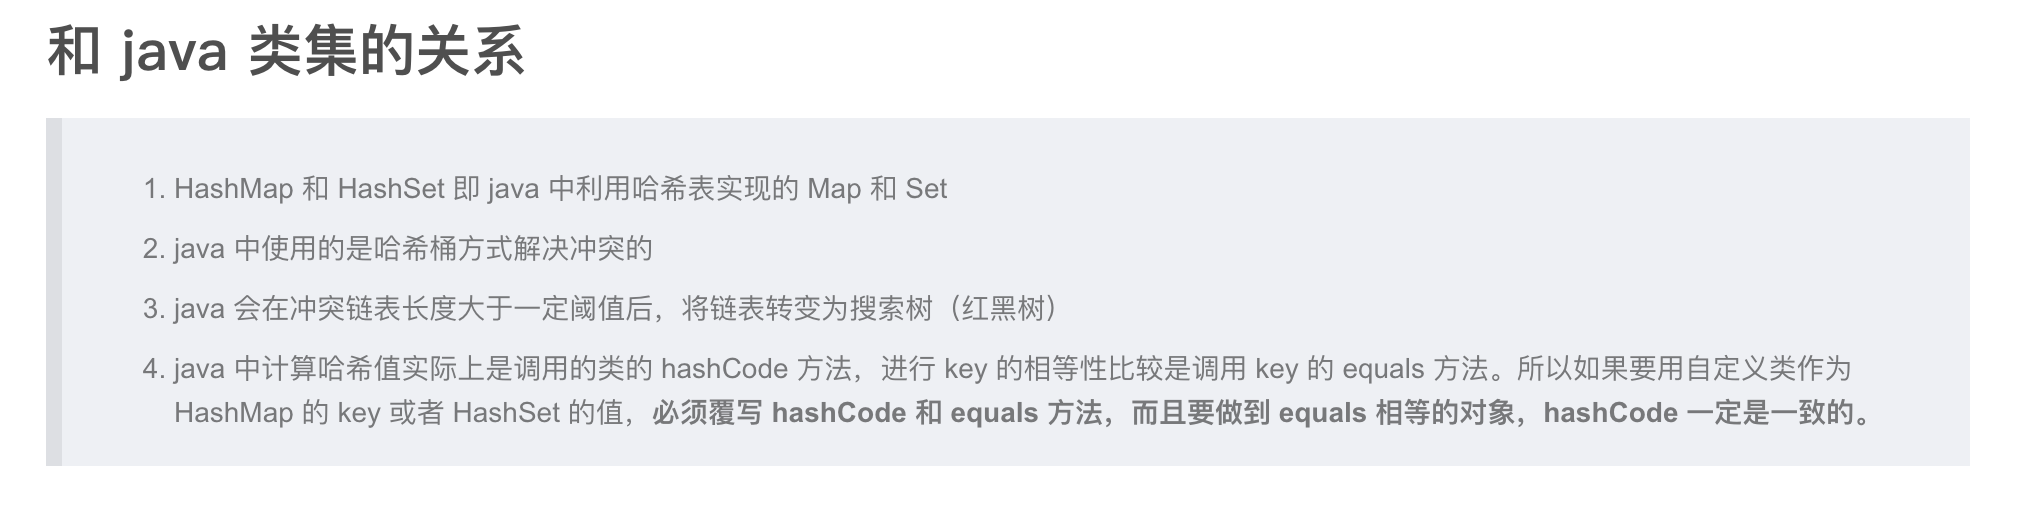 和 java 类集的关系
1. HashMap 和 HashSet 即 java 中利用哈希表实现的 Map 和 Set
2. java 中使用的是哈希桶方式解决冲突的
3. java 会在冲突链表长度大于一定阈值后，将链表转变为搜索树（红黑树）
4. java 中计算哈希值实际上是调用的类的 hashCode 方法，进行 key 的相等性比较是调用 key 的 equals 方法。所以如果要用自定义类作为
HashMap 的 key 或者 HashSet 的值，必须覆写 hashCode 和 equals 方法，而且要做到 equals 相等的对象，hashCode 一定是一致的。